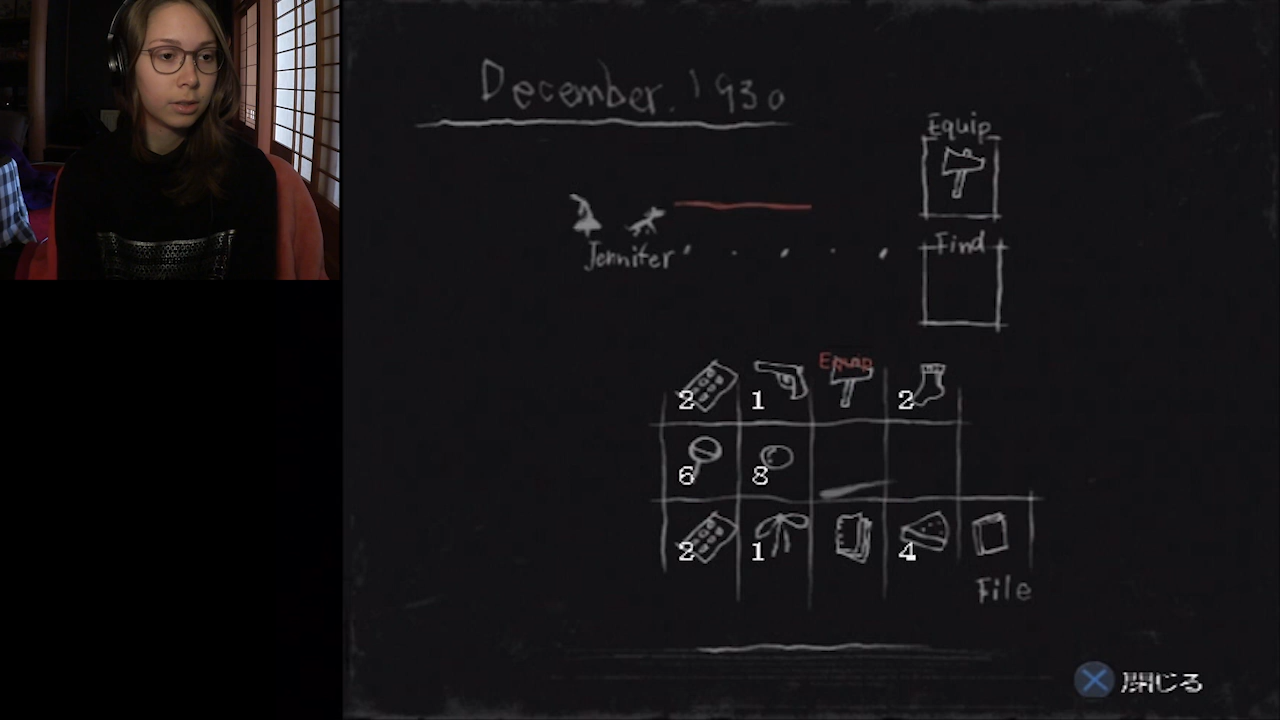 December. 1930
Equip
Find
Jennifer
Equip
2 1 2
6 8
2 1 4
File
閉じる